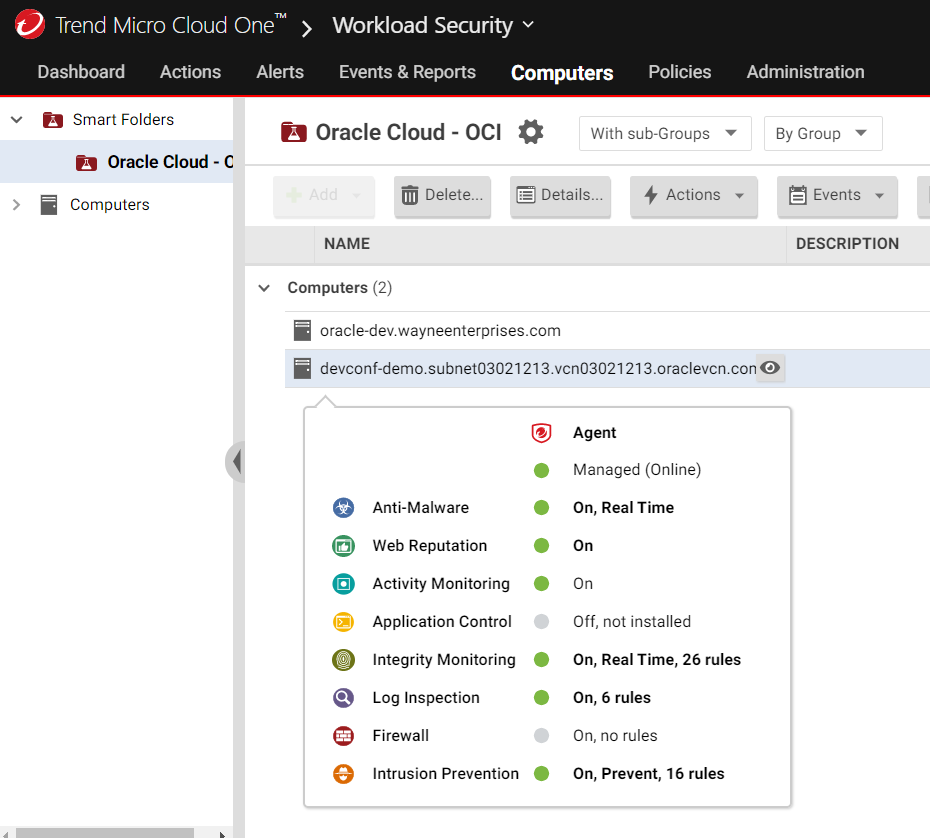 Trend Micro Cloud One™ Workload Security
Dashboard Actions Alerts Events & Reports Computers Policies Administration
Smart Folders
Oracle Cloud - O
Computers
Oracle Cloud - OCI With sub-Groups By Group
Add Delete... Details... Actions Events
NAME DESCRIPTION
Computers (2)
oracle-dev.wayneenterprises.com
devconf-demo.subnet03021213.vcn03021213.oraclevcn.com
Agent
Managed (Online)
Anti-Malware On, Real Time
Web Reputation On
Activity Monitoring On
Application Control Off, not installed
Integrity Monitoring On, Real Time, 26 rules
Log Inspection On, 6 rules
Firewall On, no rules
Intrusion Prevention On, Prevent, 16 rules